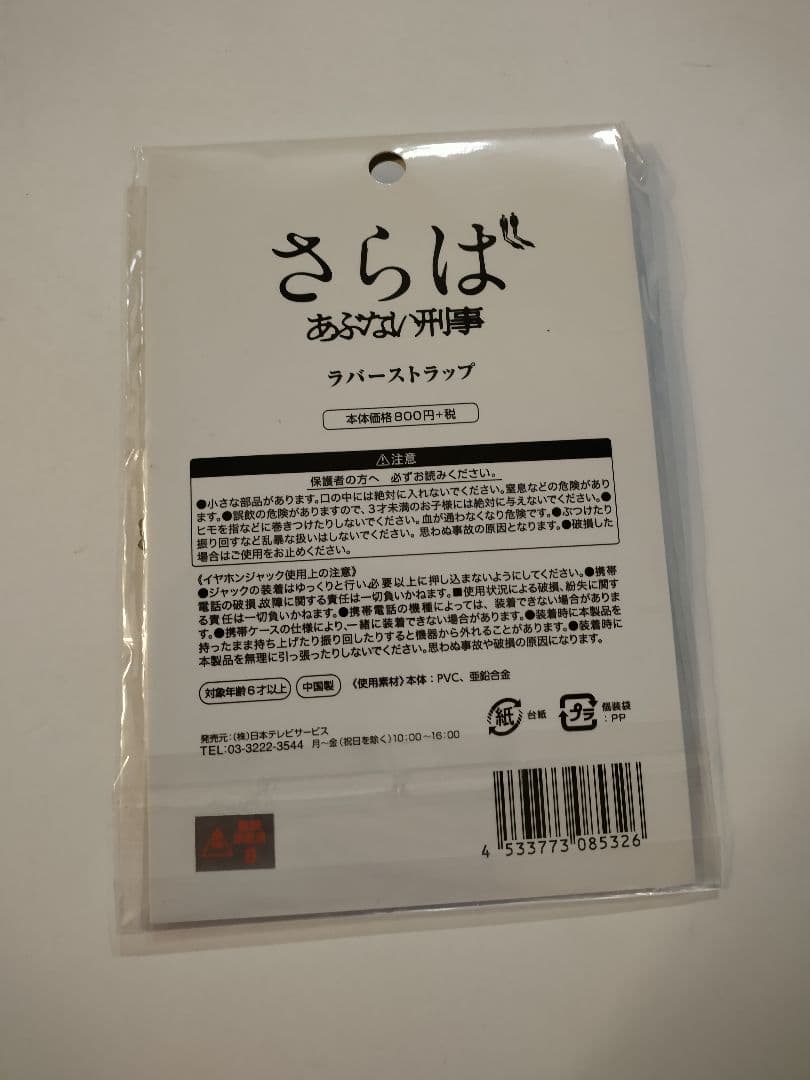 さらば
あぶない刑事
ラバーストラップ
本体価格800円+税
⚠注意
保護者の方へ 必ずお読みください。
●小さな部品があります。口の中には絶対に入れないでください。窒息などの危険があり
ます。●誤飲の危険がありますので、3才未満のお子様には絶対に与えないでください。●
ヒモを指などに巻きつけたりしないでください。血が通わなくなり危険です。●ぶつけたり
振り回すなど乱暴な扱いはしないでください。思わぬ事故の原因となります。●破損した
場合はご使用をお止めください。
《イヤホンジャック使用上の注意》
●ジャックの装着はゆっくりと行い必要以上に押し込まないようにしてください。●携帯
電話の破損、故障に関する責任は一切負いかねます。■使用状況による破損、紛失に関す
る責任は一切負いかねます。●携帯電話の機種によっては、装着できない場合がありま
す。●携帯ケースの仕様により、一緒に装着できない場合があります。●装着時に本製品を
持ったまま持ち上げたり振り回したりすると機器から外れることがあります。●装着時に
本製品を無理に引っ張ったりしないでください。思わぬ事故や破損の原因になります。
対象年齢6才以上 中国製 《使用素材》本体:PVC、亜鉛合金
紙 台紙 プラ 個装袋
:PP
発売元:(株)日本テレビサービス
TEL:03-3222-3544 月〜金(祝日を除く)10:00〜16:00
4 533773 085326